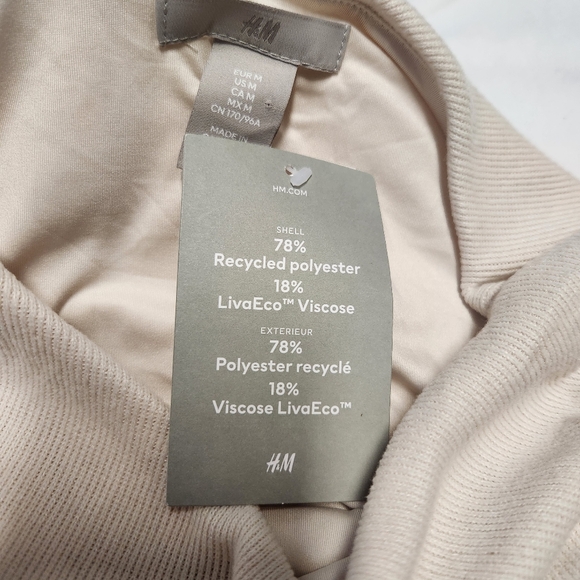 H&M
EUR M
US M
CA M
MX M
CN 170/96A
MADE IN
HM.COM
SHELL
78%
Recycled polyester
18%
LivaEco™ Viscose
EXTERIEUR
78%
Polyester recyclé
18%
Viscose LivaEco™
H&M